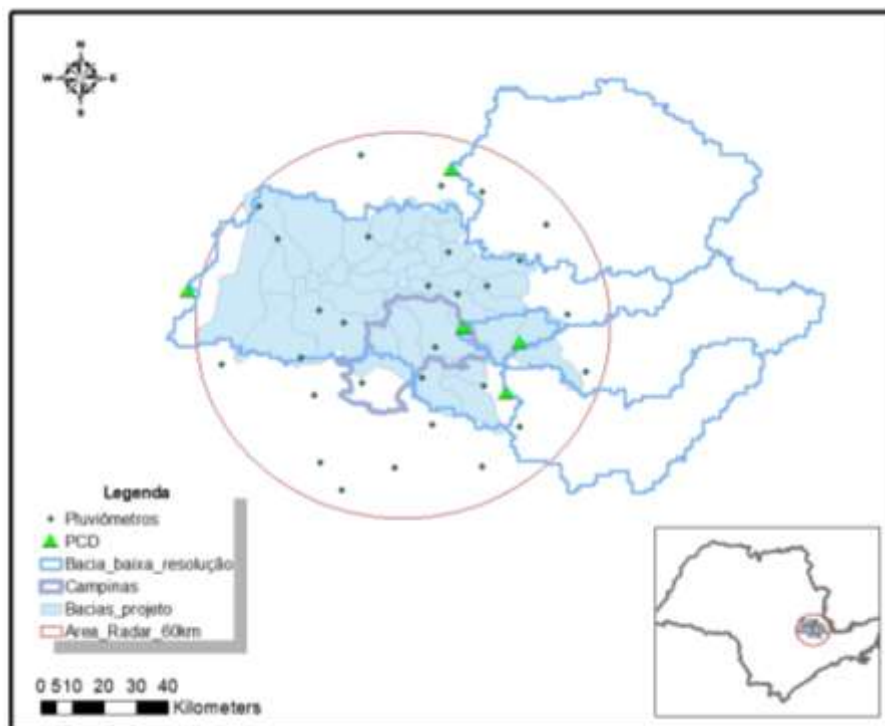 N
W E
S
Legenda
Pluviômetros
PCD
Bacia_baixa_resolução
Campinas
Bacias_projeto
Area_Radar_60km
0 510 20 30 40
Kilometers